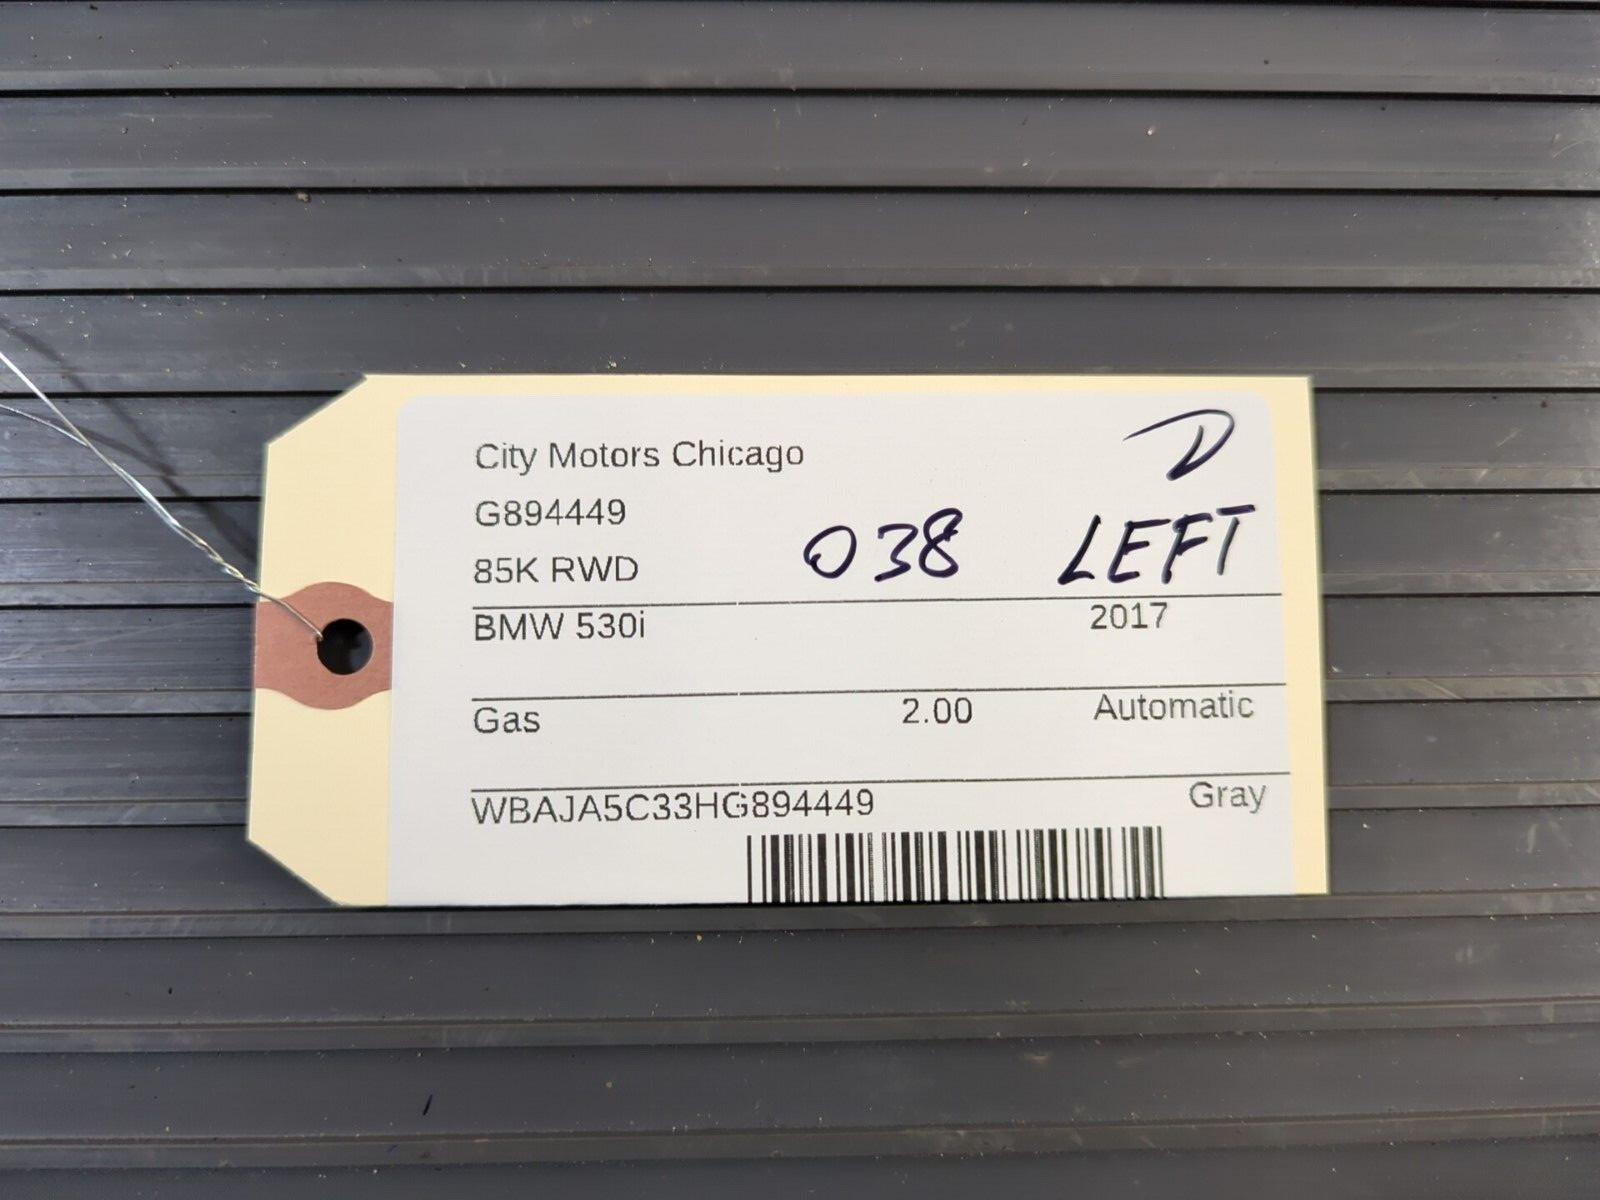 City Motors Chicago D
G894449
85K RWD 038 LEFT
BMW 530i 2017
Gas 2.00 Automatic
WBAJA5C33HG894449 Gray